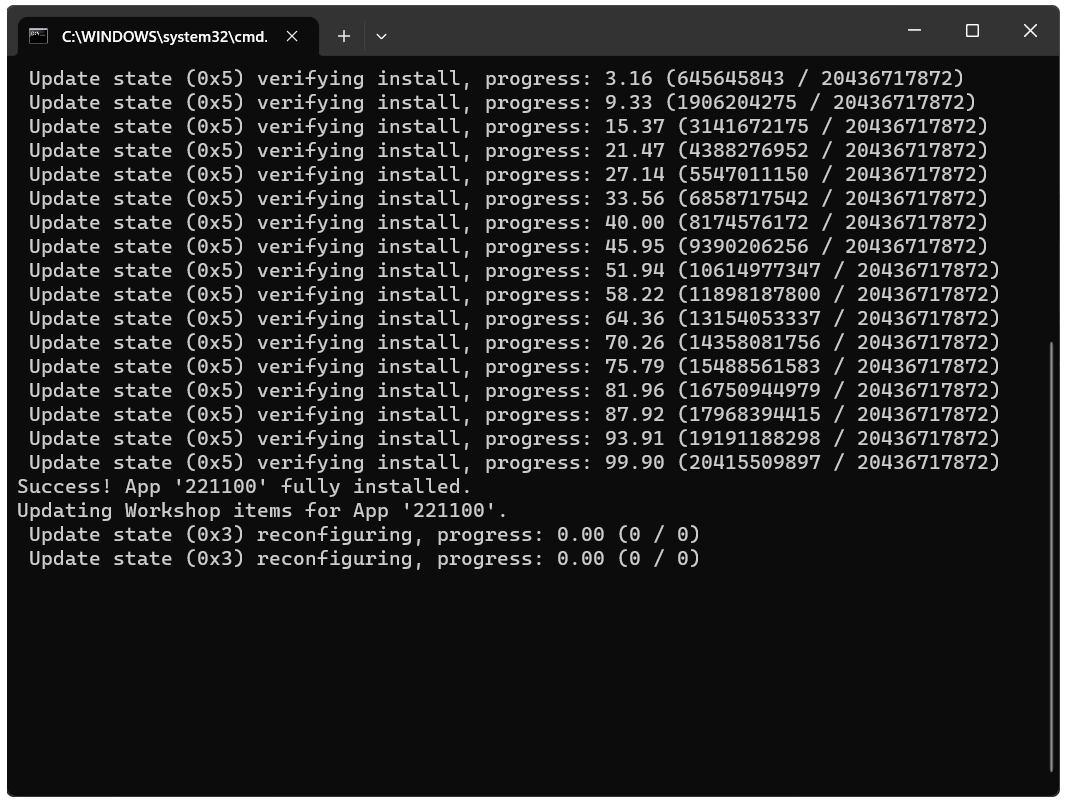 C:\WINDOWS\system32\cmd.
Update state (0x5) verifying install, progress: 3.16 (645645843 / 20436717872)
Update state (0x5) verifying install, progress: 9.33 (1906204275 / 20436717872)
Update state (0x5) verifying install, progress: 15.37 (3141672175 / 20436717872)
Update state (0x5) verifying install, progress: 21.47 (4388276952 / 20436717872)
Update state (0x5) verifying install, progress: 27.14 (5547011150 / 20436717872)
Update state (0x5) verifying install, progress: 33.56 (6858717542 / 20436717872)
Update state (0x5) verifying install, progress: 40.00 (8174576172 / 20436717872)
Update state (0x5) verifying install, progress: 45.95 (9390206256 / 20436717872)
Update state (0x5) verifying install, progress: 51.94 (10614977347 / 20436717872)
Update state (0x5) verifying install, progress: 58.22 (11898187800 / 20436717872)
Update state (0x5) verifying install, progress: 64.36 (13154053337 / 20436717872)
Update state (0x5) verifying install, progress: 70.26 (14358081756 / 20436717872)
Update state (0x5) verifying install, progress: 75.79 (15488561583 / 20436717872)
Update state (0x5) verifying install, progress: 81.96 (16750944979 / 20436717872)
Update state (0x5) verifying install, progress: 87.92 (17968394415 / 20436717872)
Update state (0x5) verifying install, progress: 93.91 (19191188298 / 20436717872)
Update state (0x5) verifying install, progress: 99.90 (20415509897 / 20436717872)
Success! App '221100' fully installed.
Updating Workshop items for App '221100'.
Update state (0x3) reconfiguring, progress: 0.00 (0 / 0)
Update state (0x3) reconfiguring, progress: 0.00 (0 / 0)